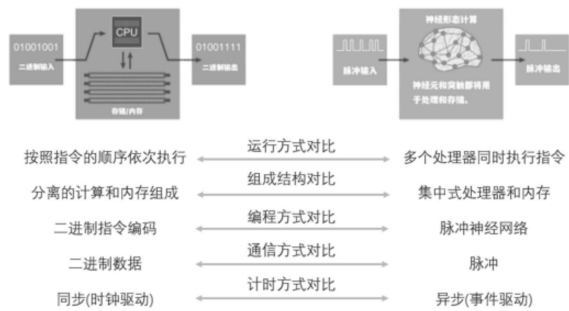 01001001
二进制输入
CPU
01001111
二进制输出
存储/内存
脉冲输入
神经形态计算
神经元和突触都将用
于处理和存储。
脉冲输出
按照指令的顺序依次执行
运行方式对比
多个处理器同时执行指令
分离的计算和内存组成
组成结构对比
集中式处理器和内存
二进制指令编码
编程方式对比
脉冲神经网络
二进制数据
通信方式对比
脉冲
同步(时钟驱动)
计时方式对比
异步(事件驱动)